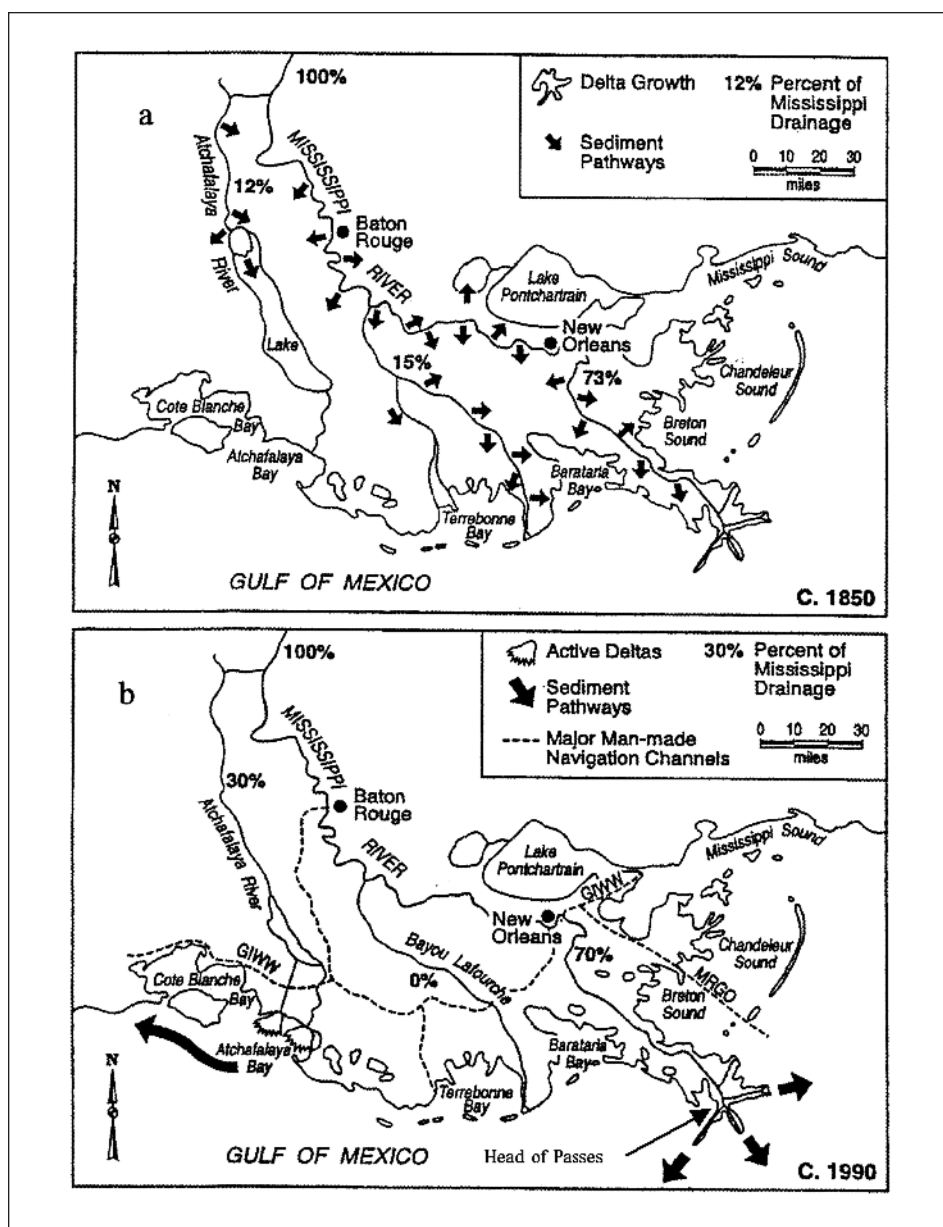 a
100%
Delta Growth
12% Percent of
Mississippi
Drainage
Sediment
Pathways
0 10 20 30
miles
Atchafalaya
River
12%
MISSISSIPPI
RIVER
Baton
Rouge
Lake
Pontchartrain
Mississippi Sound
New
Orleans
Lake
15%
73%
Chandeleur
Sound
Cote Blanche
Bay
Breton
Sound
Atchafalaya
Bay
Barataria
Bay
N
Terrebonne
Bay
GULF OF MEXICO
C. 1850
b
100%
Active Deltas
30% Percent of
Mississippi
Drainage
Sediment
Pathways
Major Man-made
Navigation Channels
0 10 20 30
miles
30%
MISSISSIPPI
RIVER
Baton
Rouge
Atchafalaya River
Lake
Pontchartrain
Mississippi Sound
GIWW
New
Orleans
Bayou Lafourche
70%
Chandeleur
Sound
GIWW
0%
MRGO
Cote Blanche
Bay
Breton
Sound
Atchafalaya
Bay
Barataria
Bay
N
Terrebonne
Bay
GULF OF MEXICO
Head of Passes
C. 1990